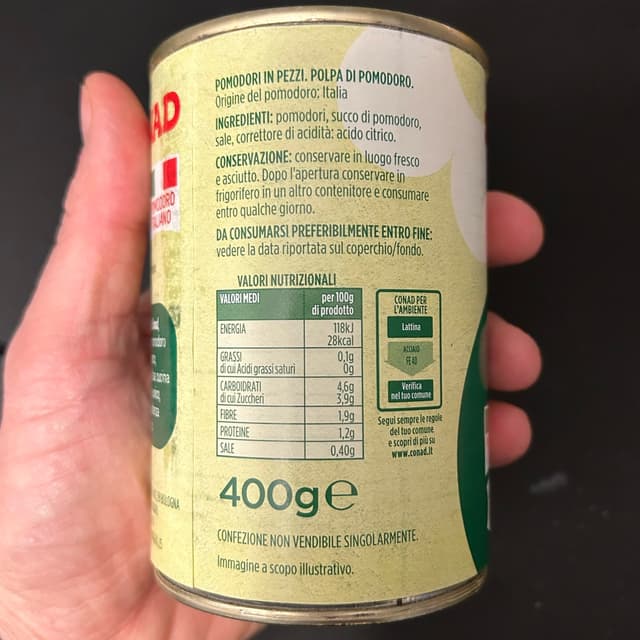 POMODORI IN PEZZI. POLPA DI POMODORO.
Origine del pomodoro: Italia
INGREDIENTI: pomodori, succo di pomodoro,
sale, correttore di acidità: acido citrico.
CONSERVAZIONE: conservare in luogo fresco
e asciutto. Dopo l'apertura conservare in
frigorifero in un altro contenitore e consumare
entro qualche giorno.
DA CONSUMARSI PREFERIBILMENTE ENTRO FINE:
vedere la data riportata sul coperchio/fondo.
VALORI NUTRIZIONALI
VALORI MEDI per 100g
di prodotto
ENERGIA 118kJ
28kcal
GRASSI 0,1g
di cui Acidi grassi saturi 0g
CARBOIDRATI 4,6g
di cui Zuccheri 3,9g
FIBRE 1,9g
PROTEINE 1,2g
SALE 0,40g
CONAD PER
L'AMBIENTE
Lattina
ACCIAIO
FE 40
Verifica
nel tuo comune
Segui sempre le regole
del tuo comune
e scopri di più su
www.conad.it
400g e
CONFEZIONE NON VENDIBILE SINGOLARMENTE.
Immagine a scopo illustrativo.